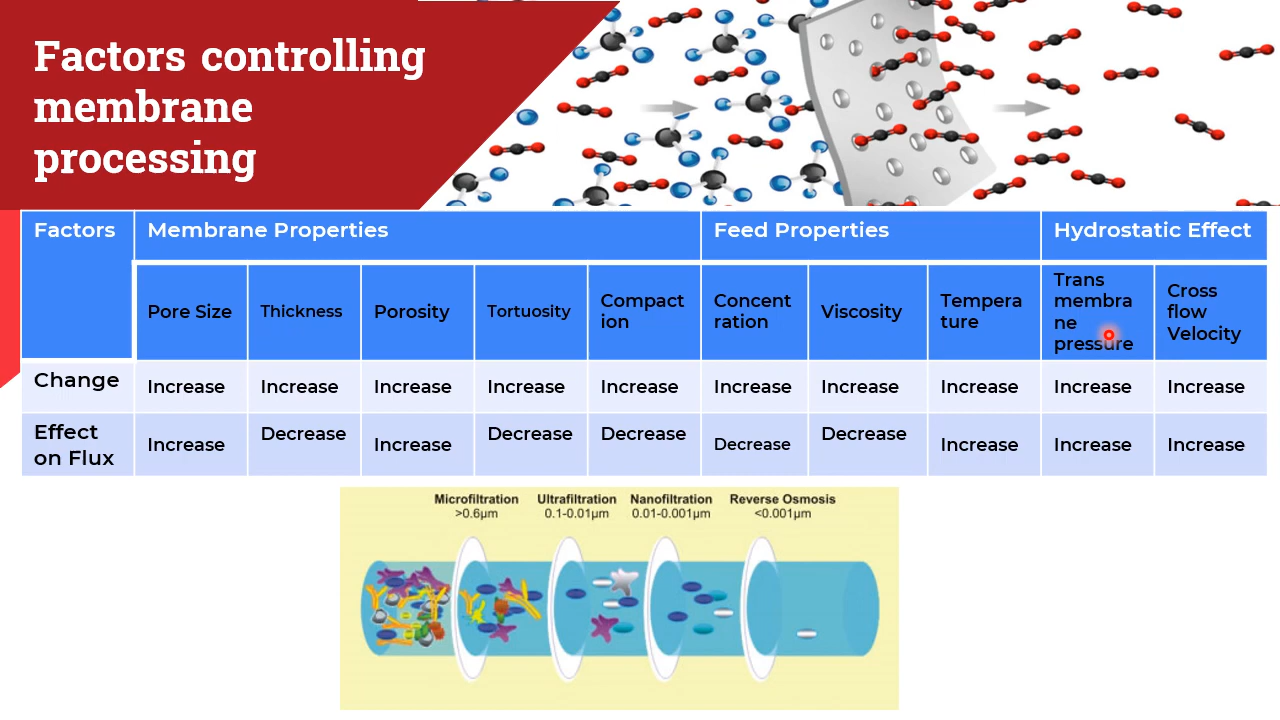 Factors controlling
membrane
processing
Factors
Membrane Properties
Feed Properties
Hydrostatic Effect
Pore Size
Thickness
Porosity
Tortuosity
Compact
ion
Concent
ration
Viscosity
Tempera
ture
Trans
membra
ne
pressure
Cross
flow
Velocity
Change
Increase
Increase
Increase
Increase
Increase
Increase
Increase
Increase
Increase
Increase
Effect
on Flux
Increase
Decrease
Increase
Decrease
Decrease
Decrease
Decrease
Increase
Increase
Increase
Microfiltration
>0.6µm
Ultrafiltration
0.1-0.01µm
Nanofiltration
0.01-0.001µm
Reverse Osmosis
<0.001µm